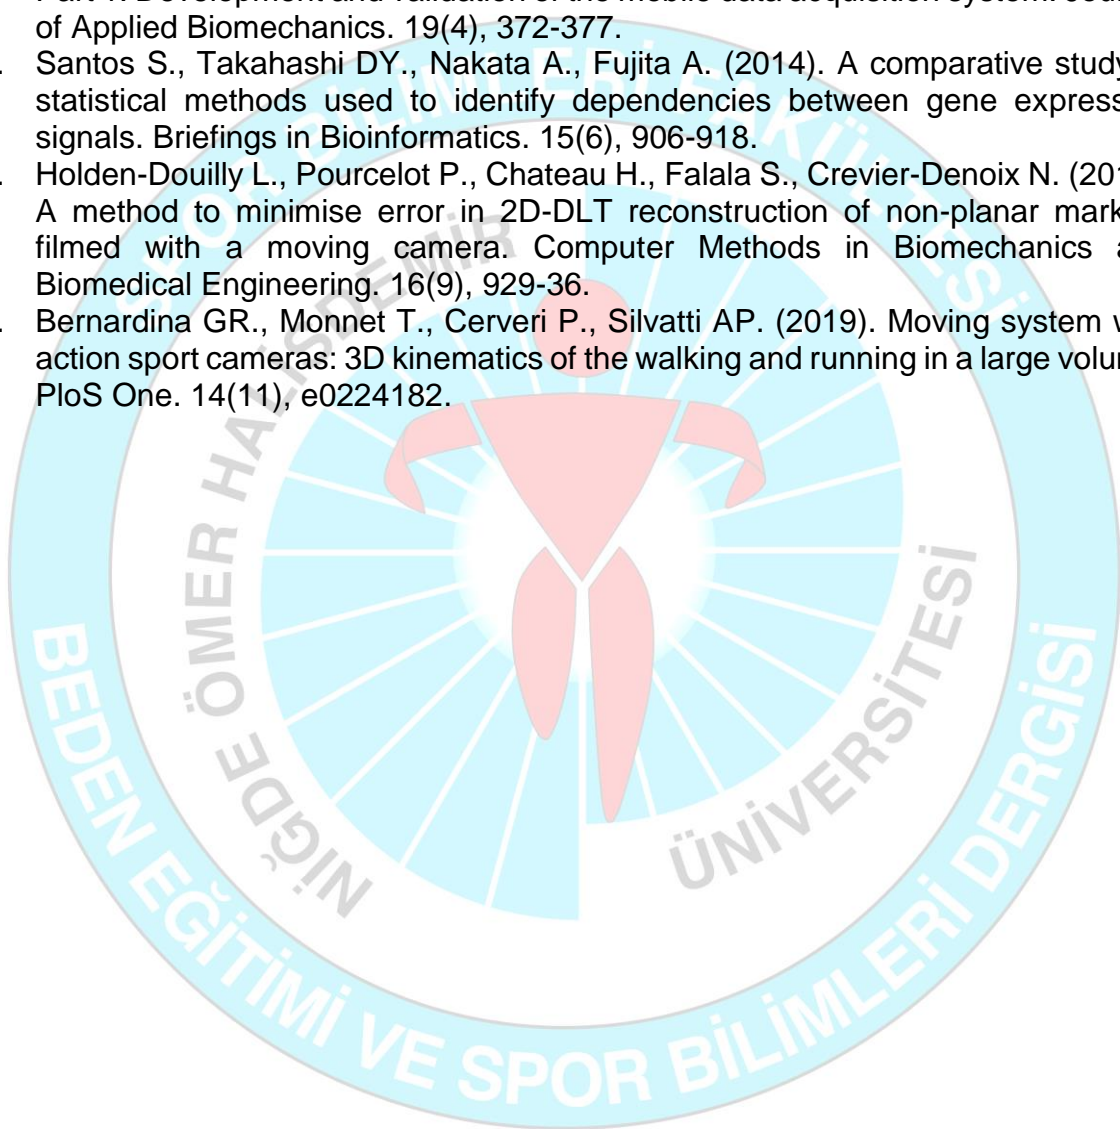 of Applied Biomechanics. 19(4), 372-377.
. Santos S., Takahashi DY., Nakata A., Fujita A. (2014). A comparative study
statistical methods used to identify dependencies between gene
signals. Briefings in Bioinformatics. 15(6), 906-918.
. Holden-Douilly L., Pourcelot P., Chateau H., Falala S., Crevier-Denoix N.
A method to minimise error in 2D-DLT reconstruction of non-planar
filmed with a moving camera. Computer Methods in Biomechanics
Biomedical Engineering. 16(9), 929-36.
. Bernardina GR., Monnet T., Cerveri P., Silvatti AP. (2019). Moving system
action sport cameras: 3D kinematics of the walking and running in a large
PloS One. 14(11), e0224182.
SPOR BİLİMLERİ FAKÜLTESİ
NİĞDE ÖMER HALİSDEMİR
ÜNİVERSİTESİ
BEDEN EĞİTİMİ VE SPOR BİLİMLERİ DERGİSİ